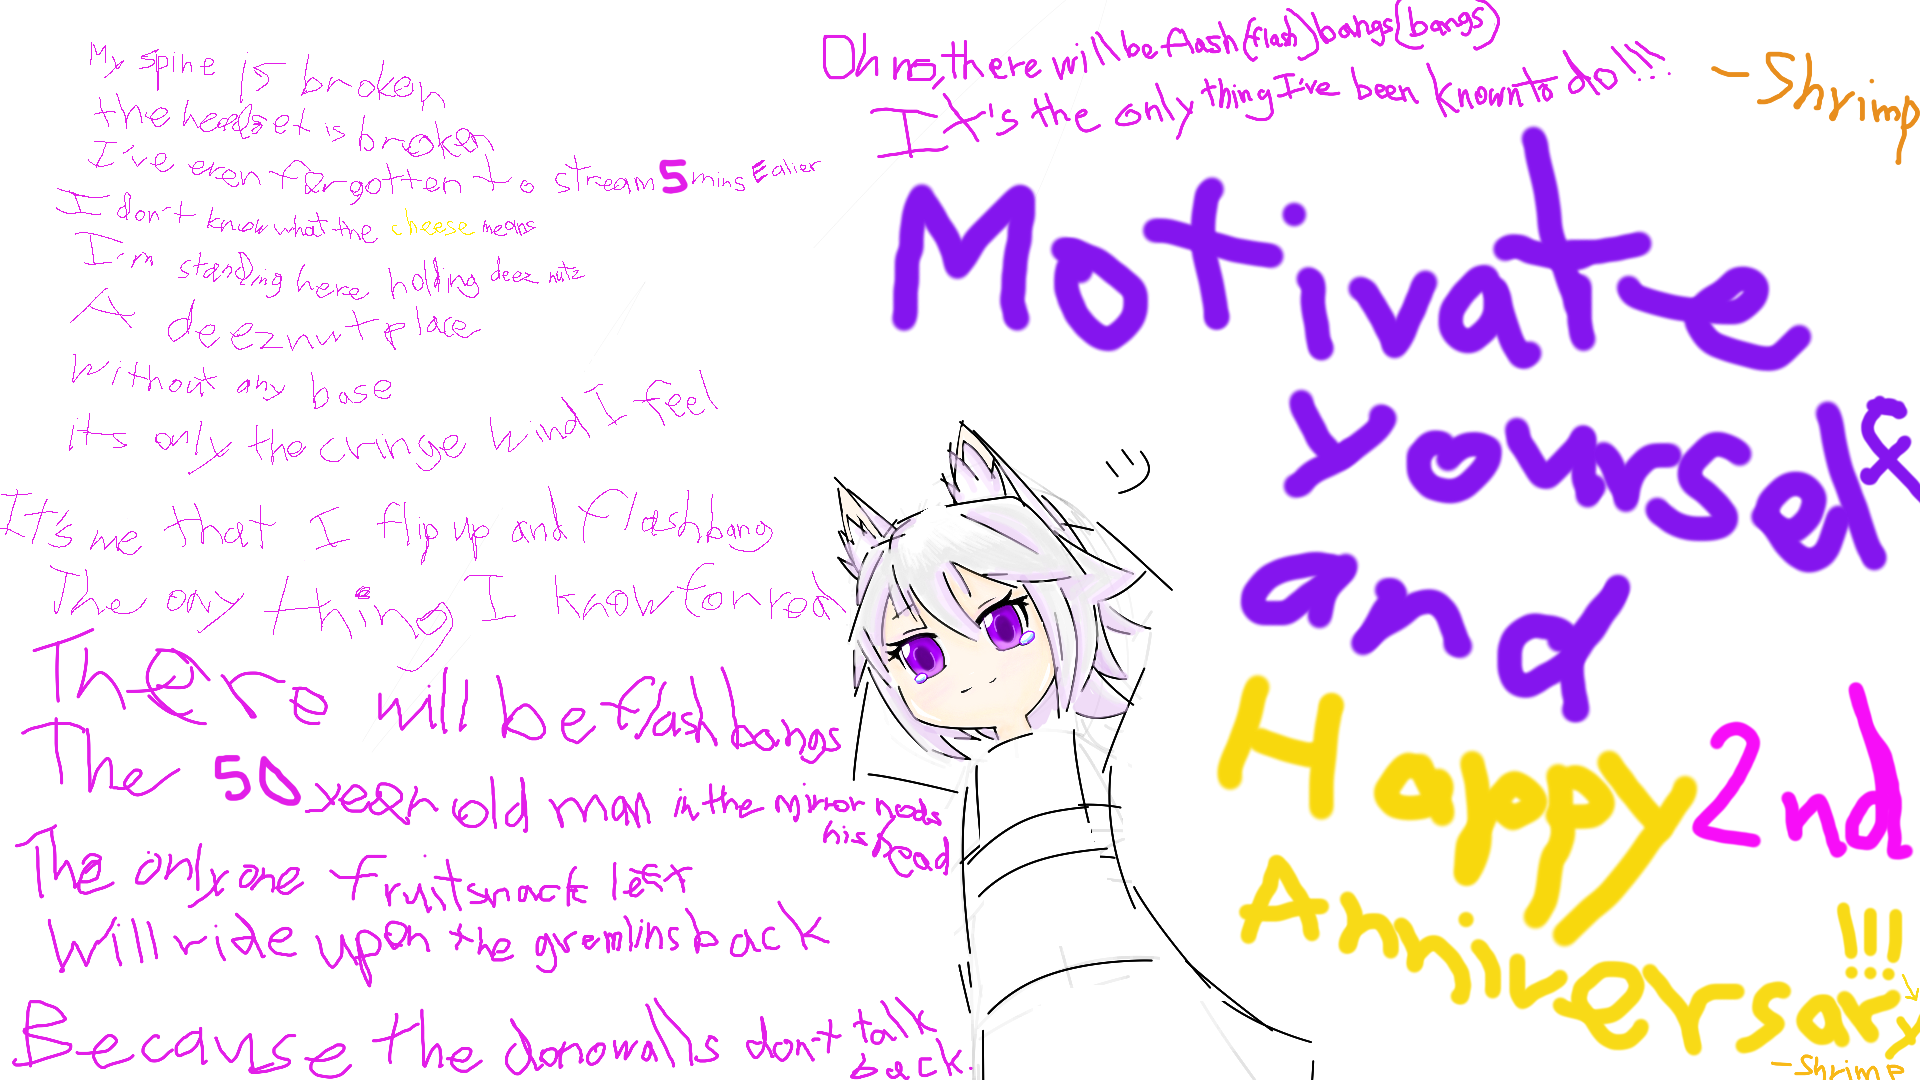 My spine is broken
the headset is broken
I've even forgotten to stream 5 mins Ealier
I don't know what the cheese means
I'm standing here holding deez nutz
A deeznut place
Without any base
its only the cringe wind I feel
It's me that I flip up and flashbang
The ony thing I know fonred
There will be flashbangs
The 50 year old man in the mirror nods
his head
The only one fruitsnack left
Will ride upon the gremlins back
Because the donowalls don't talk
back.
Oh no, there will be flash (flash) bangs (bangs)
It's the only thing I've been known to do!!!
-Shrimp
Motivate
yourself
and
Happy 2nd
Anniversary!!!
-Shrimp